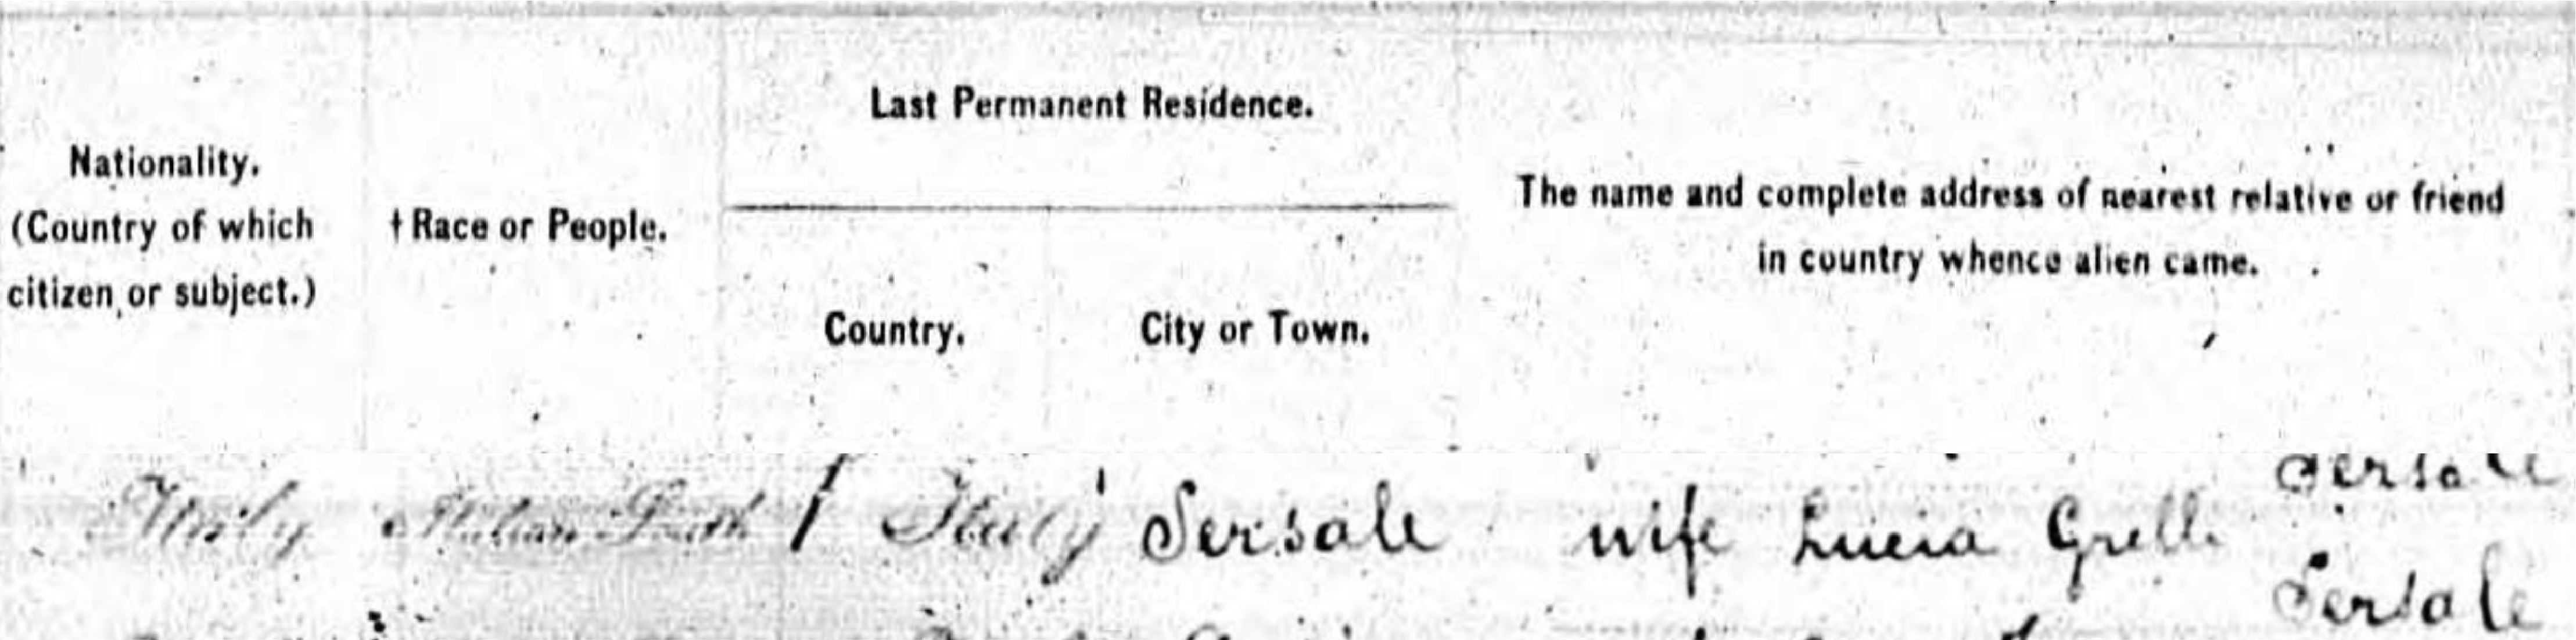 Last Permanent Residence.
Nationality.
(Country of which
citizen or subject.)
† Race or People.
The name and complete address of nearest relative or friend
in country whence alien came.
Country.
City or Town.
Sersale
Italy Italian South Italy Sersale wife Lucia Grelli
Sersale